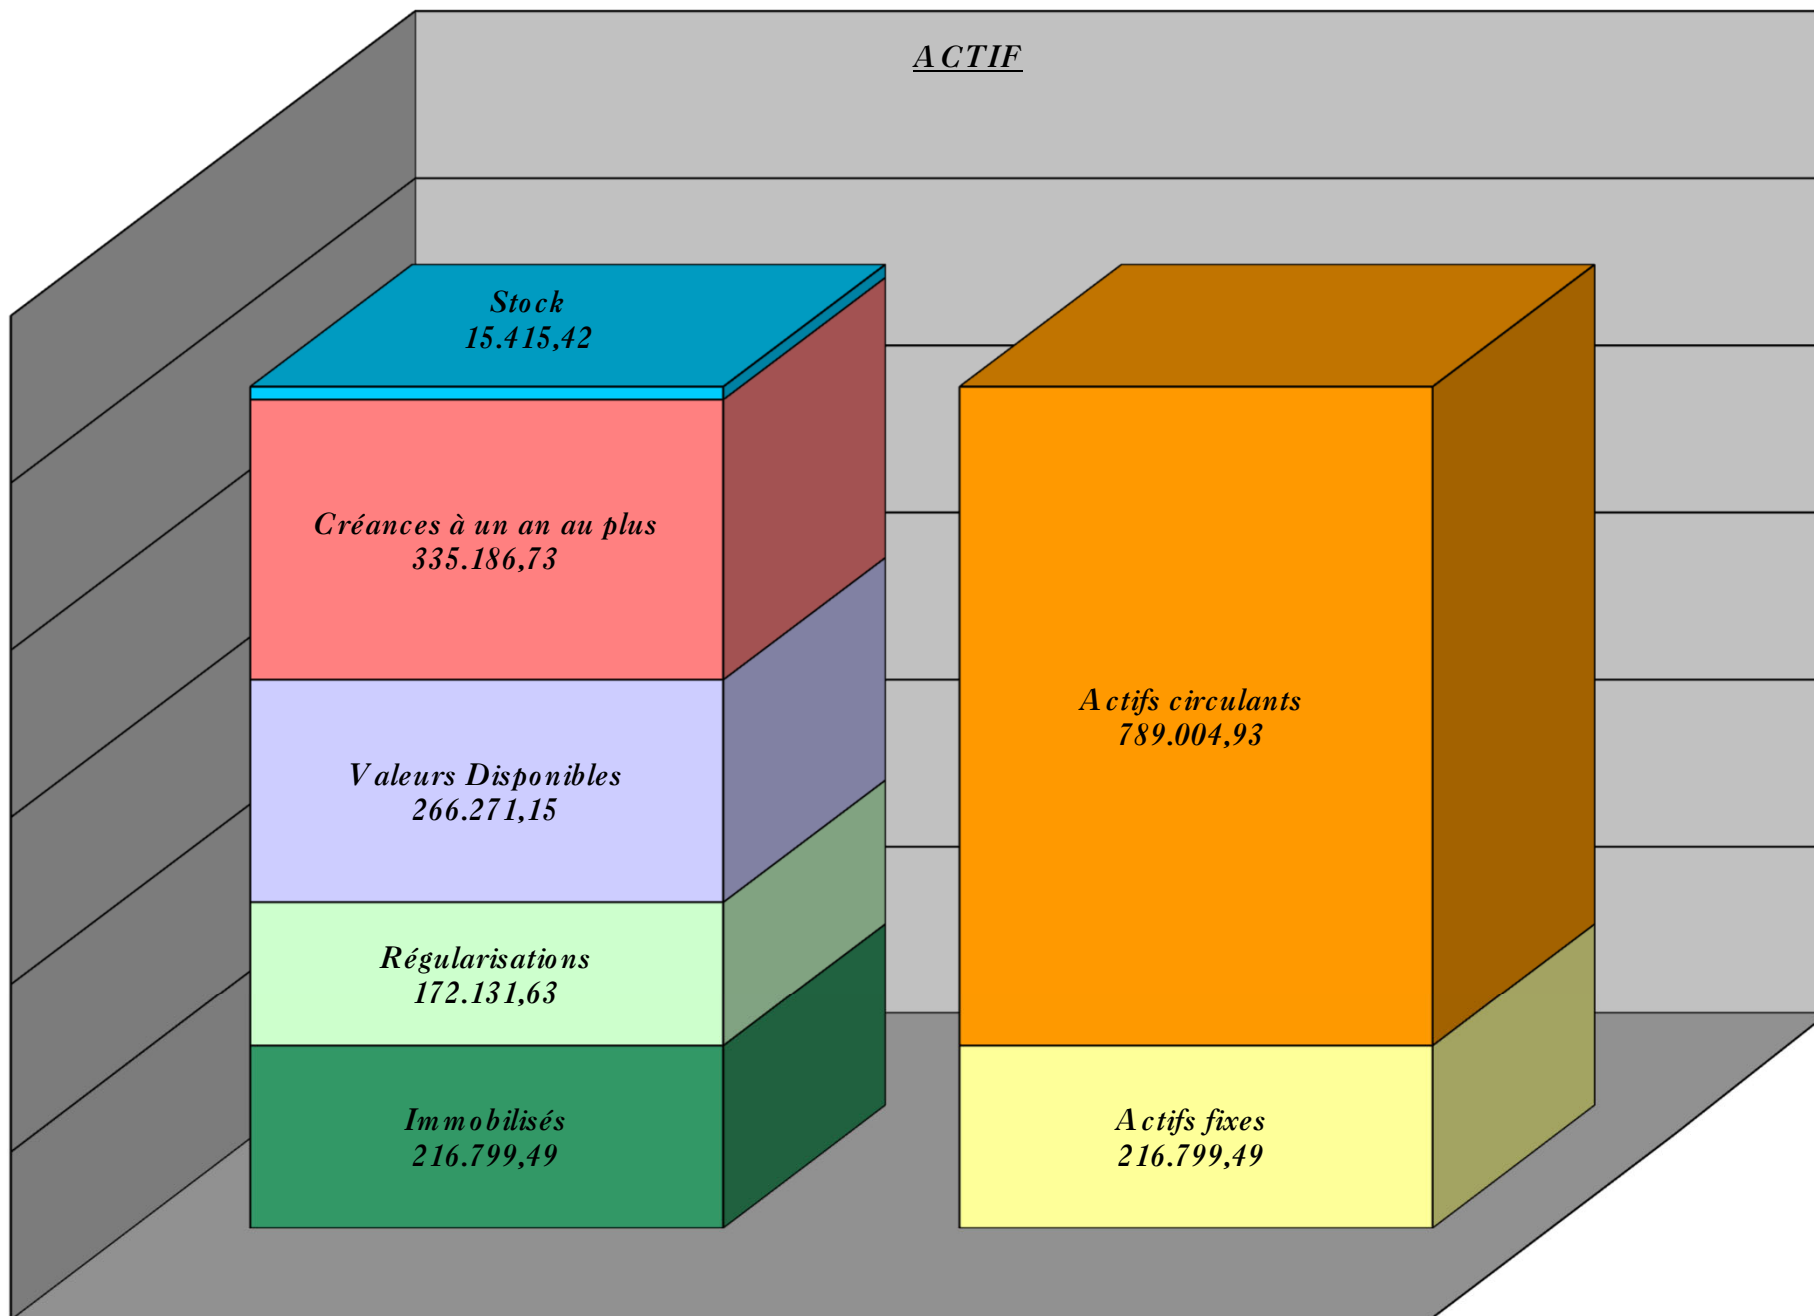 ACTIF
Stock
15.415,42
Créances à un an au plus
335.186,73
Valeurs Disponibles
266.271,15
Régularisations
172.131,63
Immobilisés
216.799,49
Actifs circulants
789.004,93
Actifs fixes
216.799,49